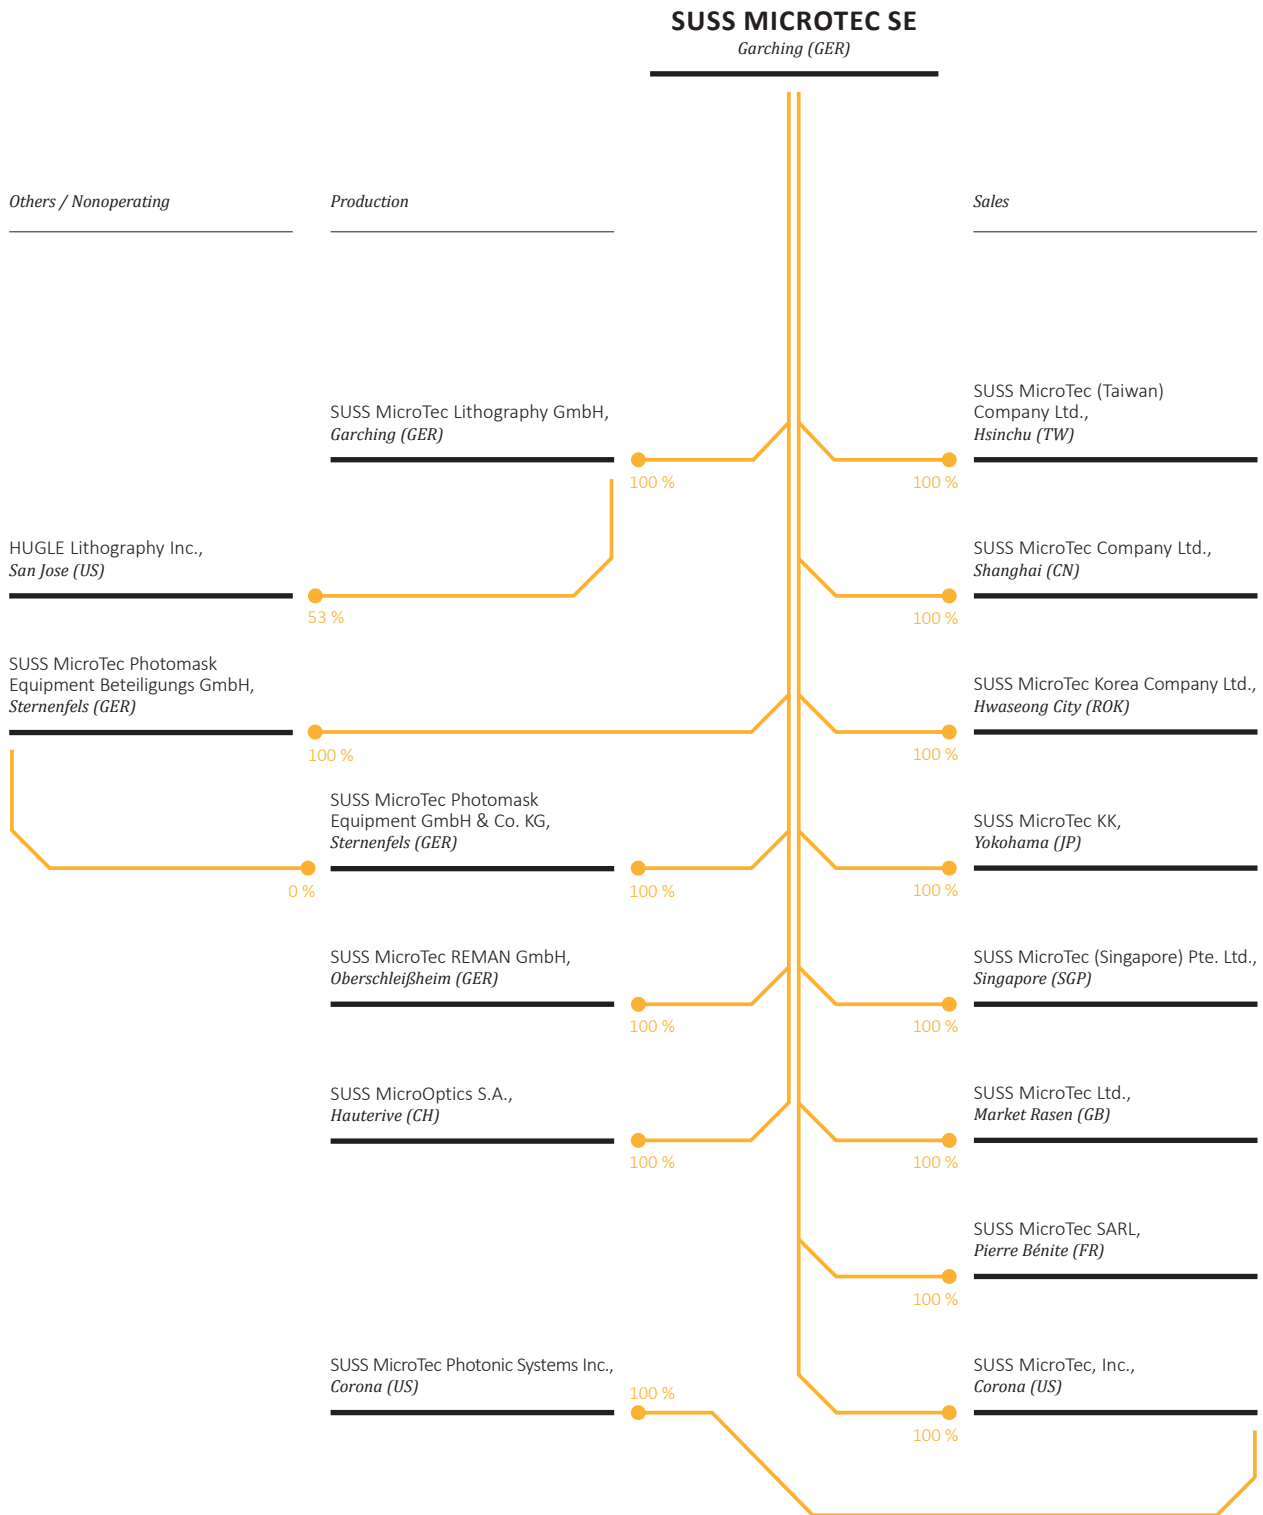 SUSS MICROTEC SE
Garching (GER)
Others / Nonoperating
Production
Sales
SUSS MicroTec Lithography GmbH,
Garching (GER)
100 %
SUSS MicroTec (Taiwan)
Company Ltd.,
Hsinchu (TW)
100 %
HUGLE Lithography Inc.,
San Jose (US)
53 %
SUSS MicroTec Company Ltd.,
Shanghai (CN)
100 %
SUSS MicroTec Photomask
Equipment Beteiligungs GmbH,
Sternenfels (GER)
100 %
SUSS MicroTec Korea Company Ltd.,
Hwaseong City (ROK)
100 %
0 %
SUSS MicroTec Photomask
Equipment GmbH & Co. KG,
Sternenfels (GER)
100 %
SUSS MicroTec KK,
Yokohama (JP)
100 %
SUSS MicroTec REMAN GmbH,
Oberschleißheim (GER)
100 %
SUSS MicroTec (Singapore) Pte. Ltd.,
Singapore (SGP)
100 %
SUSS MicroOptics S.A.,
Hauterive (CH)
100 %
SUSS MicroTec Ltd.,
Market Rasen (GB)
100 %
SUSS MicroTec SARL,
Pierre Bénite (FR)
100 %
SUSS MicroTec Photonic Systems Inc.,
Corona (US)
100 %
SUSS MicroTec, Inc.,
Corona (US)
100 %